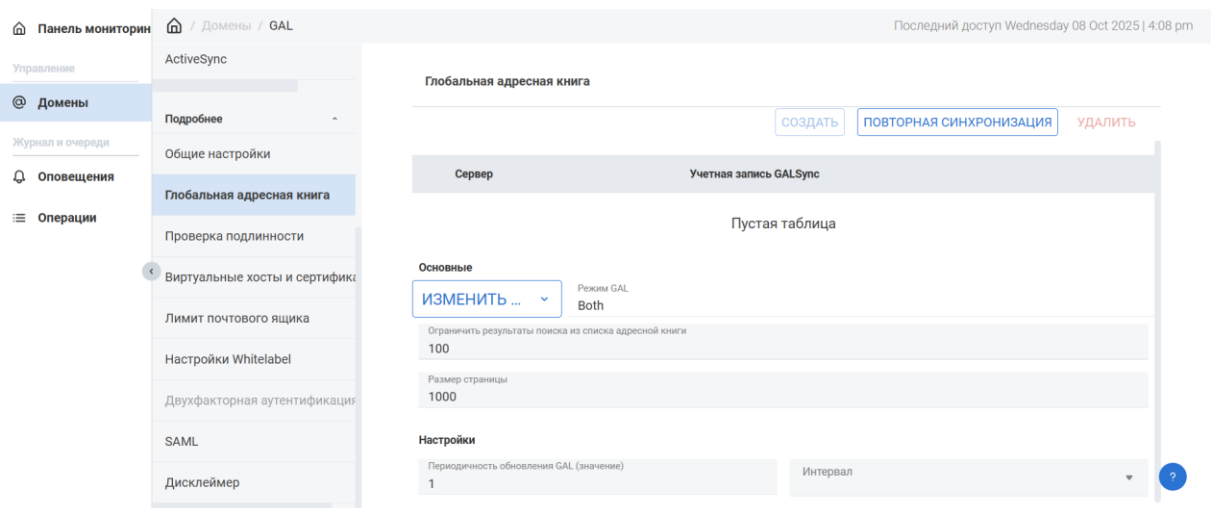 Панель мониторин
/ Домены / GAL
Последний доступ Wednesday 08 Oct 2025 | 4:08 pm
Управление
Домены
Журнал и очереди
Оповещения
Операции
ActiveSync
Подробнее
Общие настройки
Глобальная адресная книга
Проверка подлинности
Виртуальные хосты и сертифика
Лимит почтового ящика
Настройки Whitelabel
Двухфакторная аутентификация
SAML
Дисклеймер
Глобальная адресная книга
СОЗДАТЬ ПОВТОРНАЯ СИНХРОНИЗАЦИЯ УДАЛИТЬ
Сервер Учетная запись GALSync
Пустая таблица
Основные
ИЗМЕНИТЬ ...
Режим GAL
Both
Ограничить результаты поиска из списка адресной книги
100
Размер страницы
1000
Настройки
Периодичность обновления GAL (значение)
1
Интервал
?